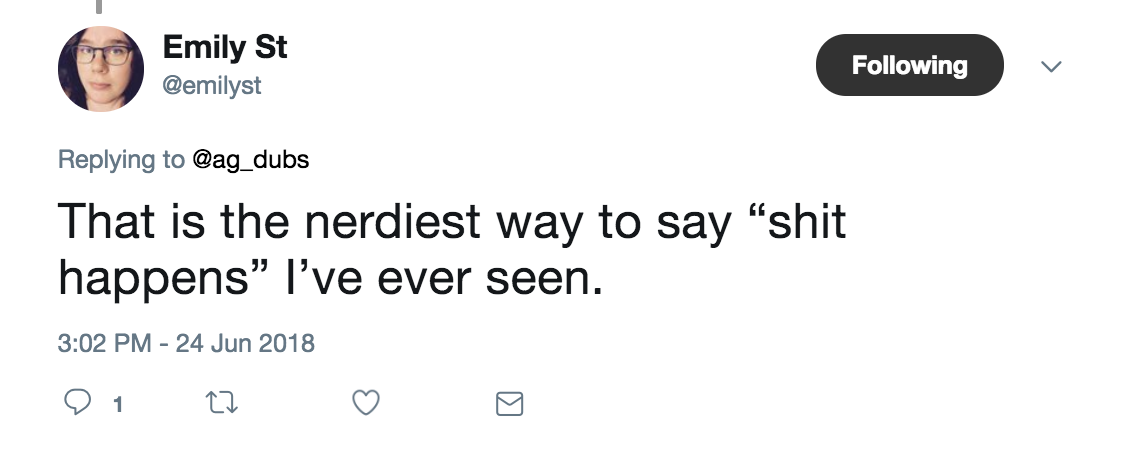 Emily St
@emilyst
Following
Replying to @ag_dubs
That is the nerdiest way to say “shit
happens” I’ve ever seen.
3:02 PM - 24 Jun 2018
1